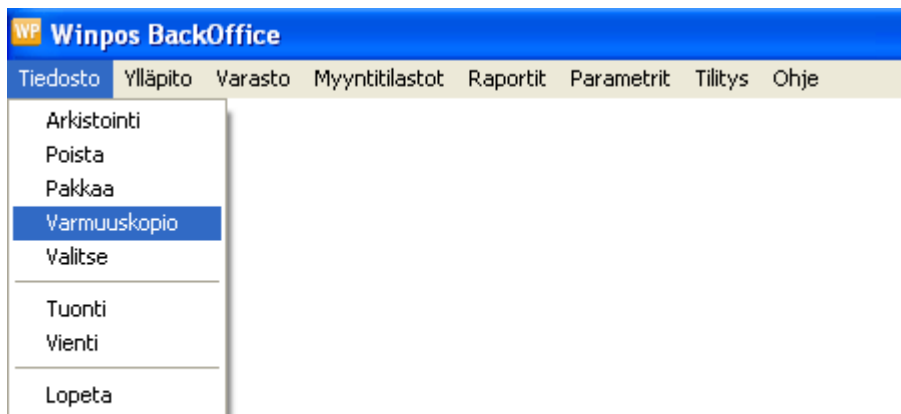 WP Winpos BackOffice
Tiedosto Ylläpito Varasto Myyntitilastot Raportit Parametrit Tilitys Ohje
Arkistointi
Poista
Pakkaa
Varmuuskopio
Valitse
Tuonti
Vienti
Lopeta